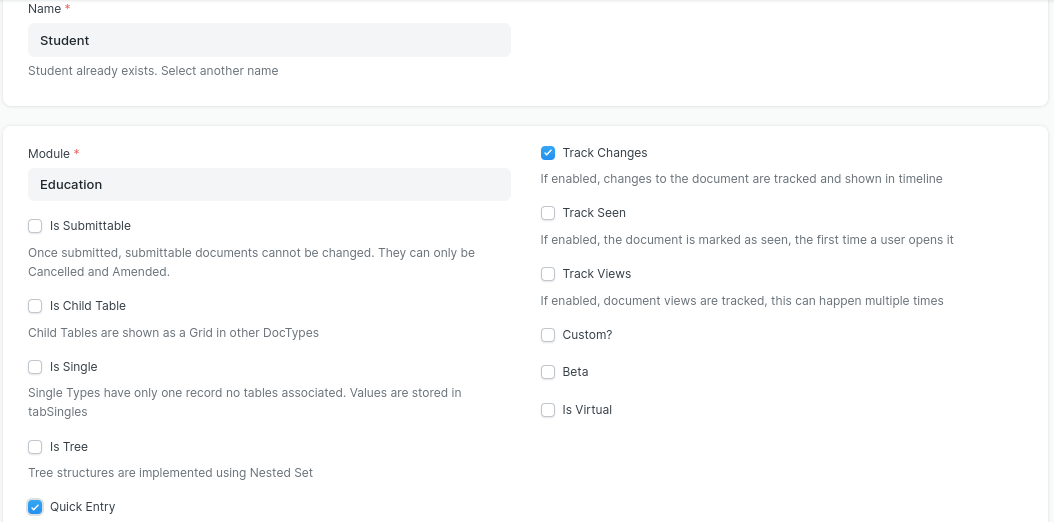 Name *
Student
Student already exists. Select another name
Module *
Education
Is Submittable
Once submitted, submittable documents cannot be changed. They can only be
Cancelled and Amended.
Is Child Table
Child Tables are shown as a Grid in other DocTypes
Is Single
Single Types have only one record no tables associated. Values are stored in
tabSingles
Is Tree
Tree structures are implemented using Nested Set
Quick Entry
Track Changes
If enabled, changes to the document are tracked and shown in timeline
Track Seen
If enabled, the document is marked as seen, the first time a user opens it
Track Views
If enabled, document views are tracked, this can happen multiple times
Custom?
Beta
Is Virtual